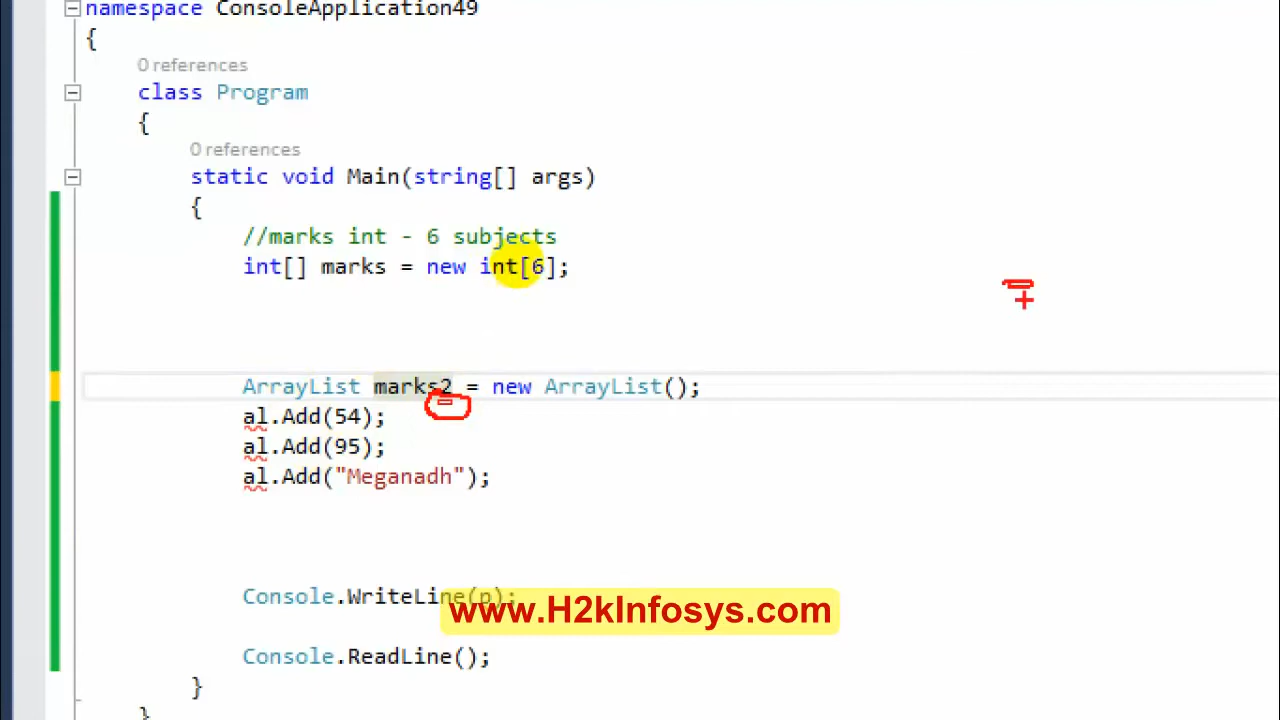 namespace ConsoleApplication49
{
0 references
class Program
{
0 references
static void Main(string[] args)
{
//marks int - 6 subjects
int[] marks = new int[6];
ArrayList marks2 = new ArrayList();
al.Add(54);
al.Add(95);
al.Add("Meganadh");
Console.WriteLine(p);
www.H2kInfosys.com
Console.ReadLine();
}
}